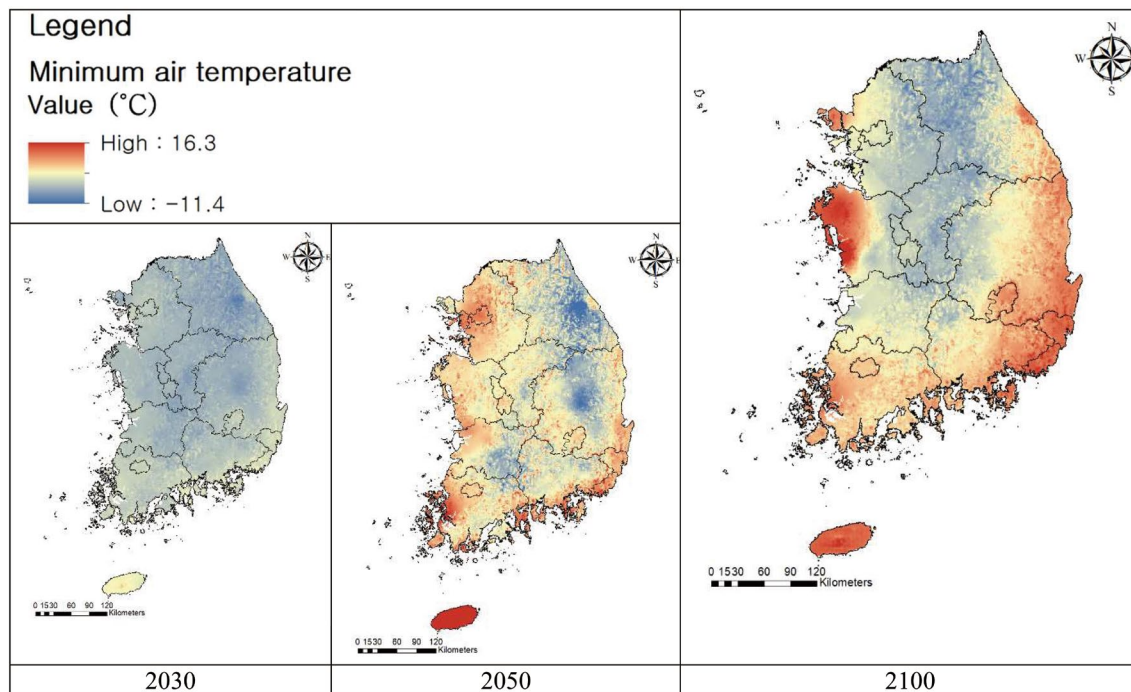 Legend
Minimum air temperature
Value (°C)
High : 16.3
Low : -11.4
N
W E
S
0 15 30 60 90 120
Kilometers
N
W E
S
0 15 30 60 90 120
Kilometers
N
W E
S
0 15 30 60 90 120
Kilometers
2030
2050
2100